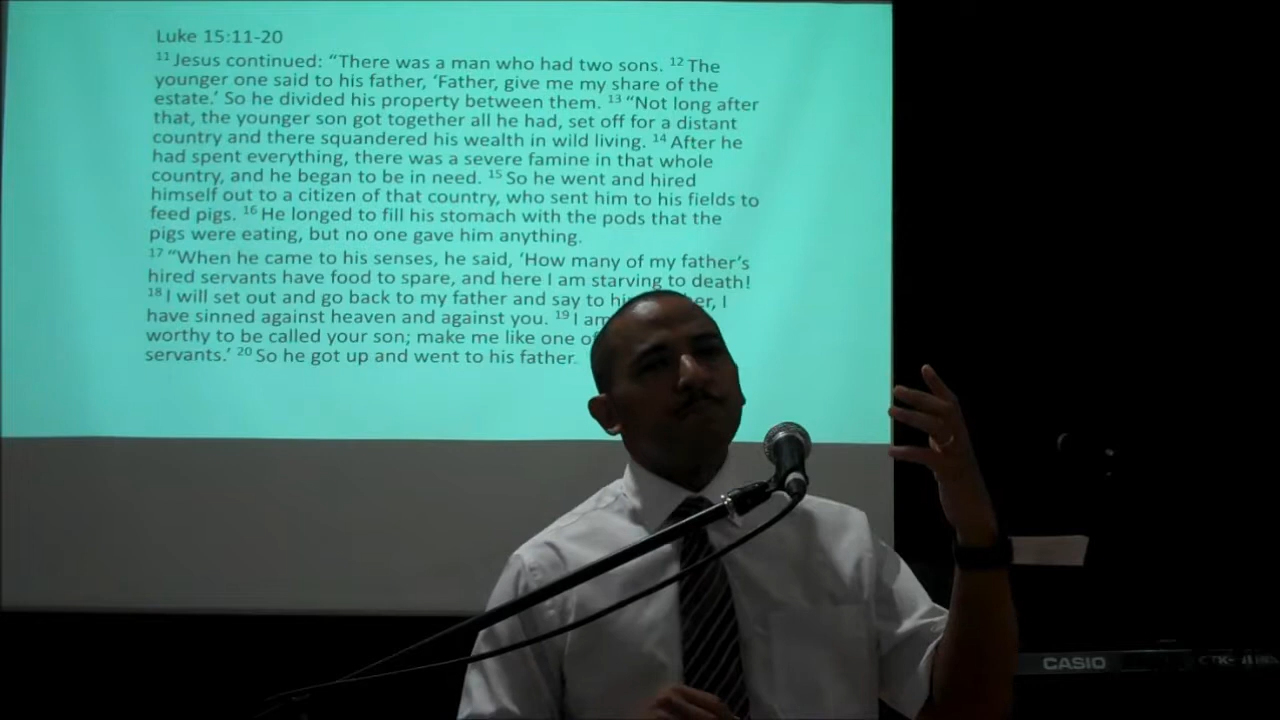 Luke 15:11-20
11 Jesus continued: “There was a man who had two sons. 12 The
younger one said to his father, ‘Father, give me my share of the
estate.’ So he divided his property between them. 13 “Not long after
that, the younger son got together all he had, set off for a distant
country and there squandered his wealth in wild living. 14 After he
had spent everything, there was a severe famine in that whole
country, and he began to be in need. 15 So he went and hired
himself out to a citizen of that country, who sent him to his fields to
feed pigs. 16 He longed to fill his stomach with the pods that the
pigs were eating, but no one gave him anything.
17 “When he came to his senses, he said, ‘How many of my father’s
hired servants have food to spare, and here I am starving to death!
18 I will set out and go back to my father and say to I
have sinned against heaven and against you. 19 I am
worthy to be called your son; make me like one of
servants.’ 20 So he got up and went to his father.
CASIO